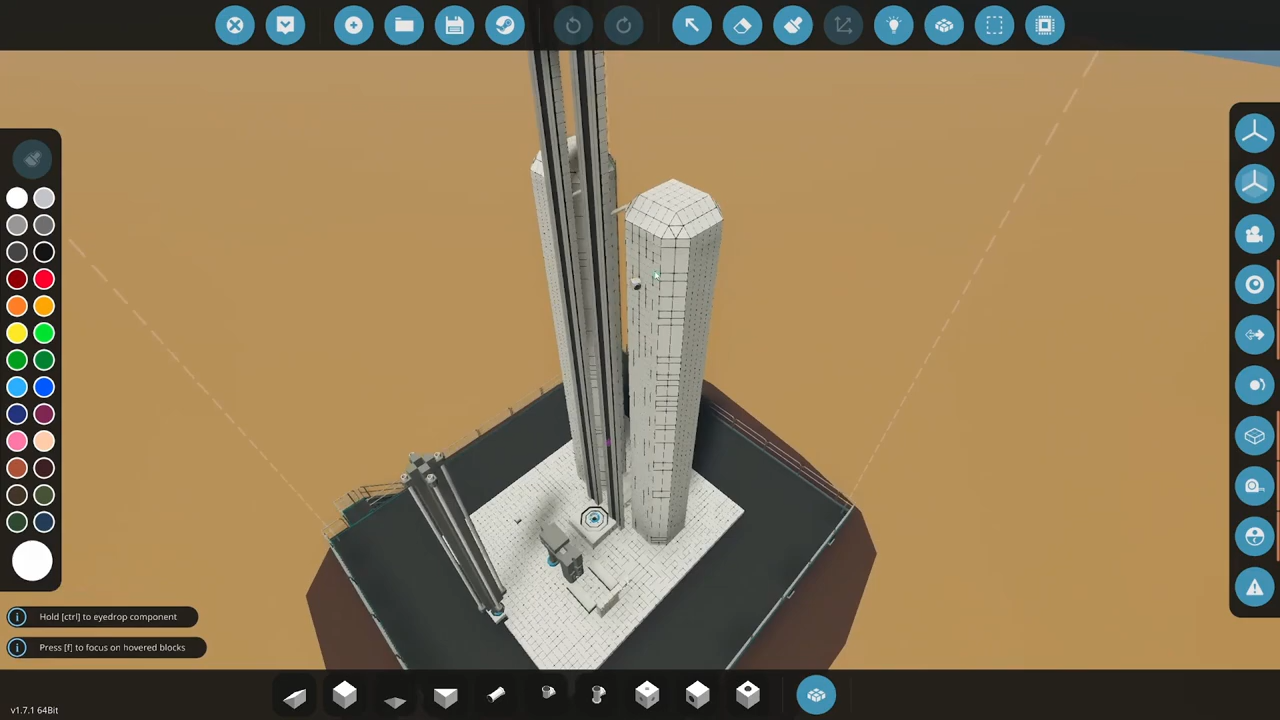 Hold [ctrl] to eyedrop component
Press [f] to focus on hovered blocks
v1.7.1 64Bit